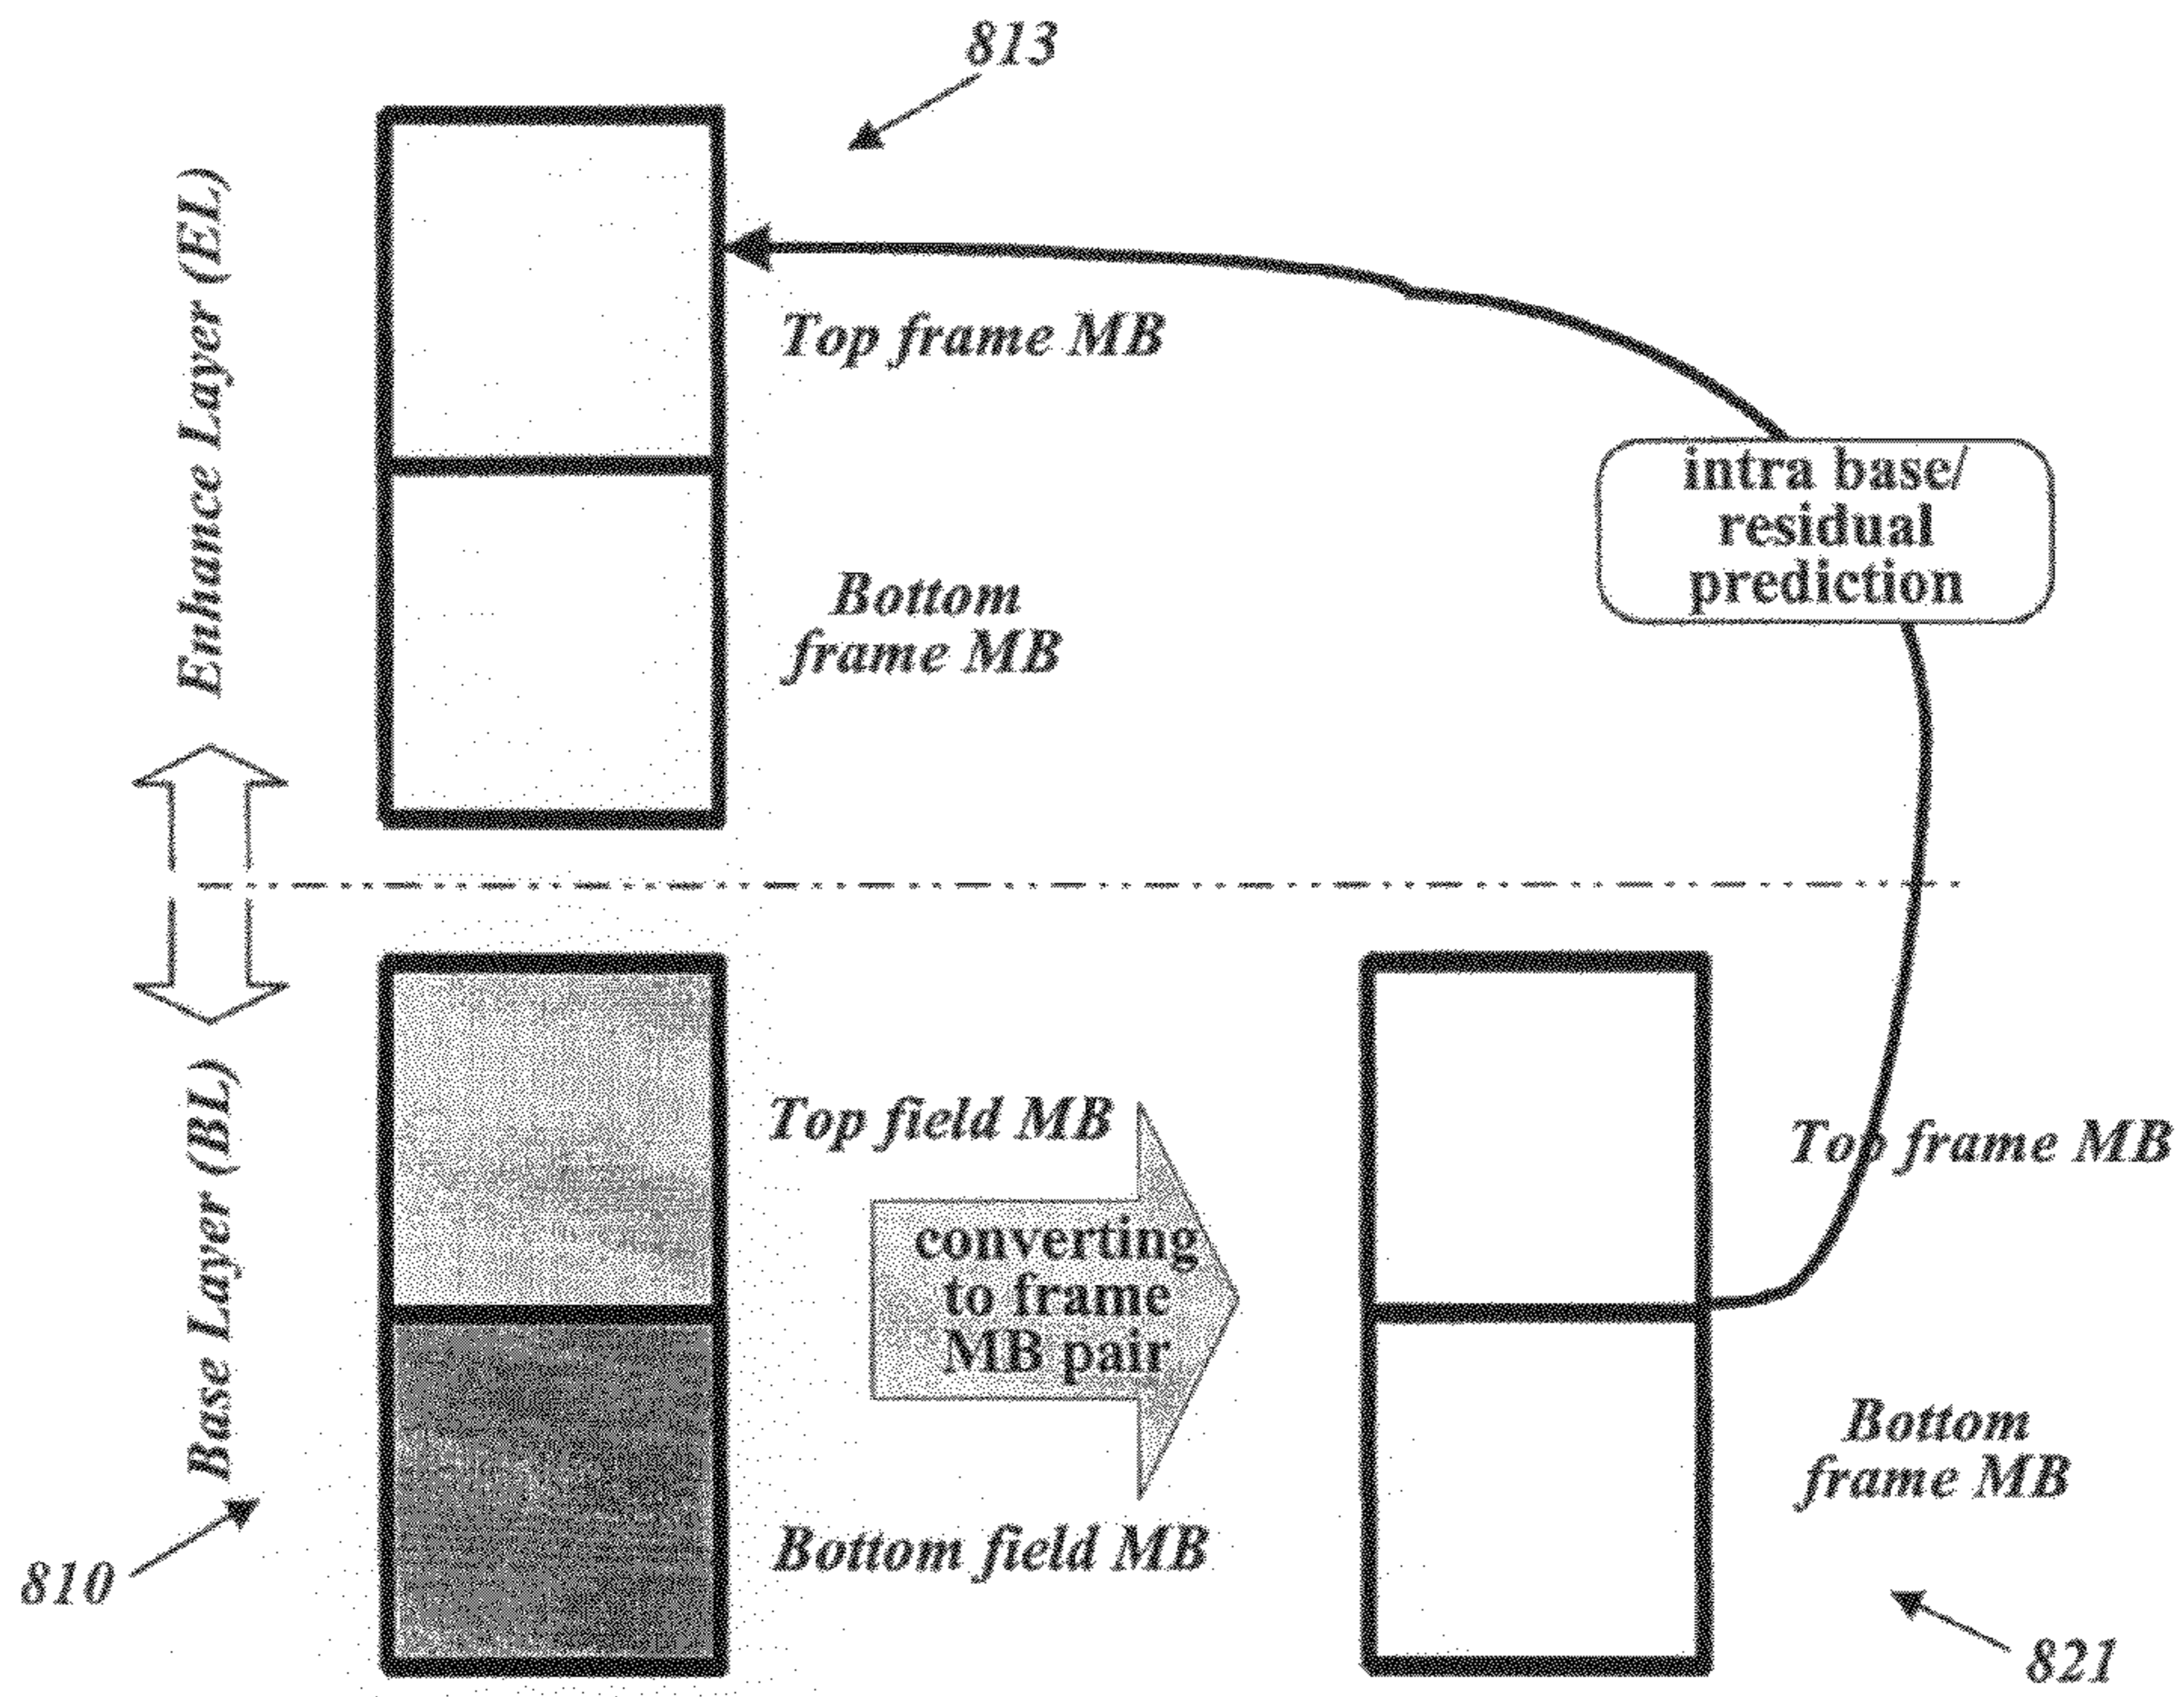 813
Enhance Layer (EL)
Top frame MB
intra base/
residual
prediction
Bottom
frame MB
Base Layer (BL)
Top field MB
converting
to frame
MB pair
Top frame MB
Bottom
frame MB
Bottom field MB
810
821